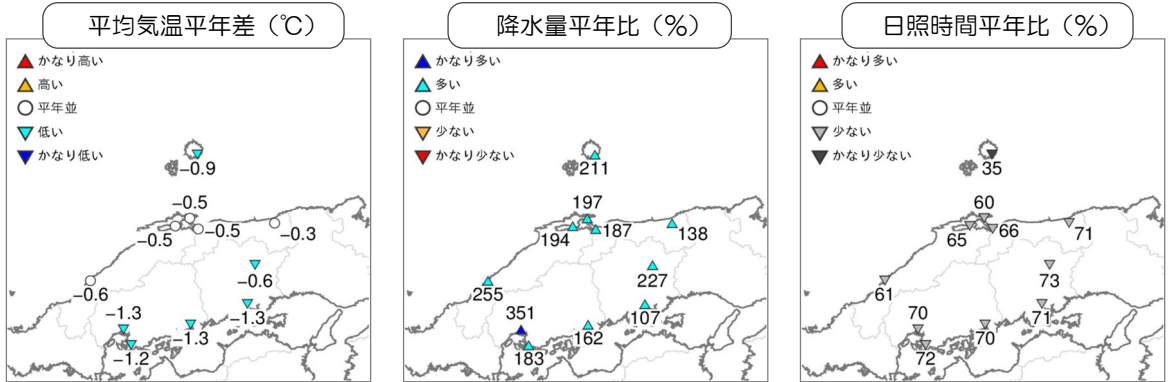 平均気温平年差（℃）
かなり高い
高い
平年並
低い
かなり低い
-0.9
-0.5
-0.5
-0.5
-0.3
-0.6
-0.6
-1.3
-1.3
-1.3
-1.2
降水量平年比（%）
かなり多い
多い
平年並
少ない
かなり少ない
211
197
194
187
138
227
255
351
107
162
183
日照時間平年比（%）
かなり多い
多い
平年並
少ない
かなり少ない
35
60
65
66
71
73
61
70
71
70
72